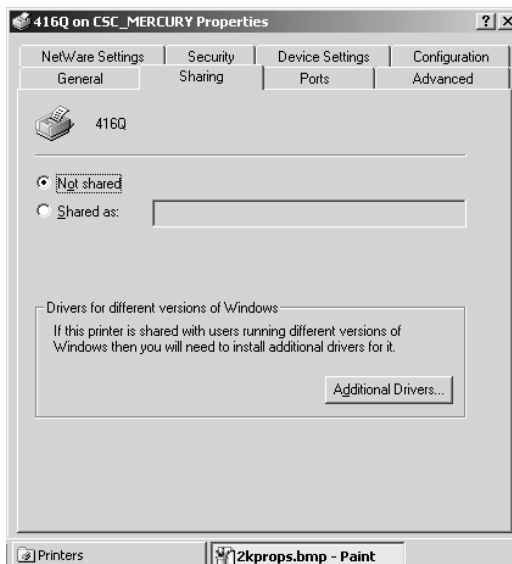 416Q on CSC_MERCURY Properties
? X
NetWare Settings Security Device Settings Configuration
General Sharing Ports Advanced
416Q
Not shared
Shared as:
Drivers for different versions of Windows
If this printer is shared with users running different versions of
Windows then you will need to install additional drivers for it.
Additional Drivers...
Printers
2kprops.bmp - Paint